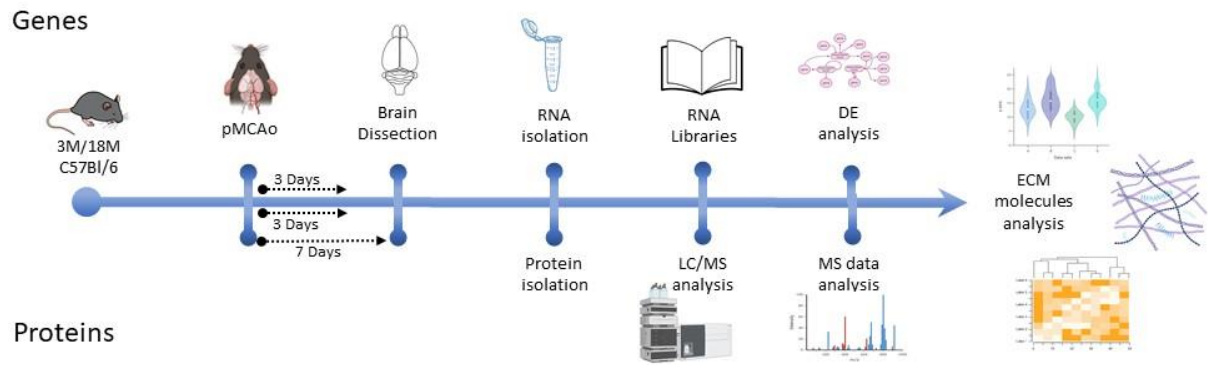 Genes
3M/18M
C57Bl/6
pMCAo
Brain
Dissection
RNA
isolation
RNA
Libraries
DE
analysis
3 Days
3 Days
7 Days
ECM
molecules
analysis
Protein
isolation
LC/MS
analysis
MS data
analysis
Proteins